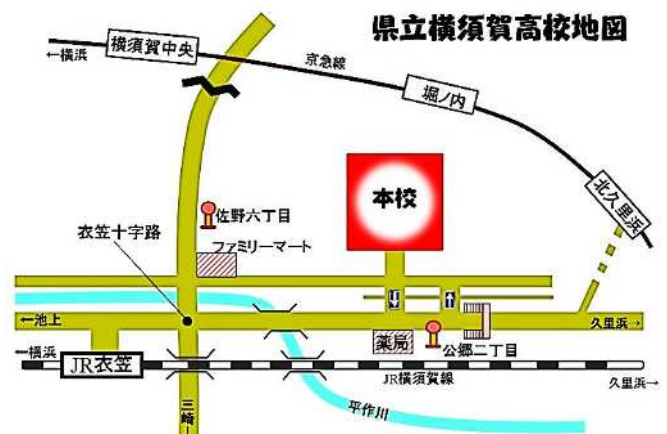 県立横須賀高校地図
←横浜
横須賀中央
京急線
堀ノ内
北久里浜
本校
佐野六丁目
衣笠十字路
ファミリーマート
←池上
久里浜→
薬局
公郷二丁目
←横浜
JR衣笠
JR横須賀線
久里浜→
三崎↓
平作川